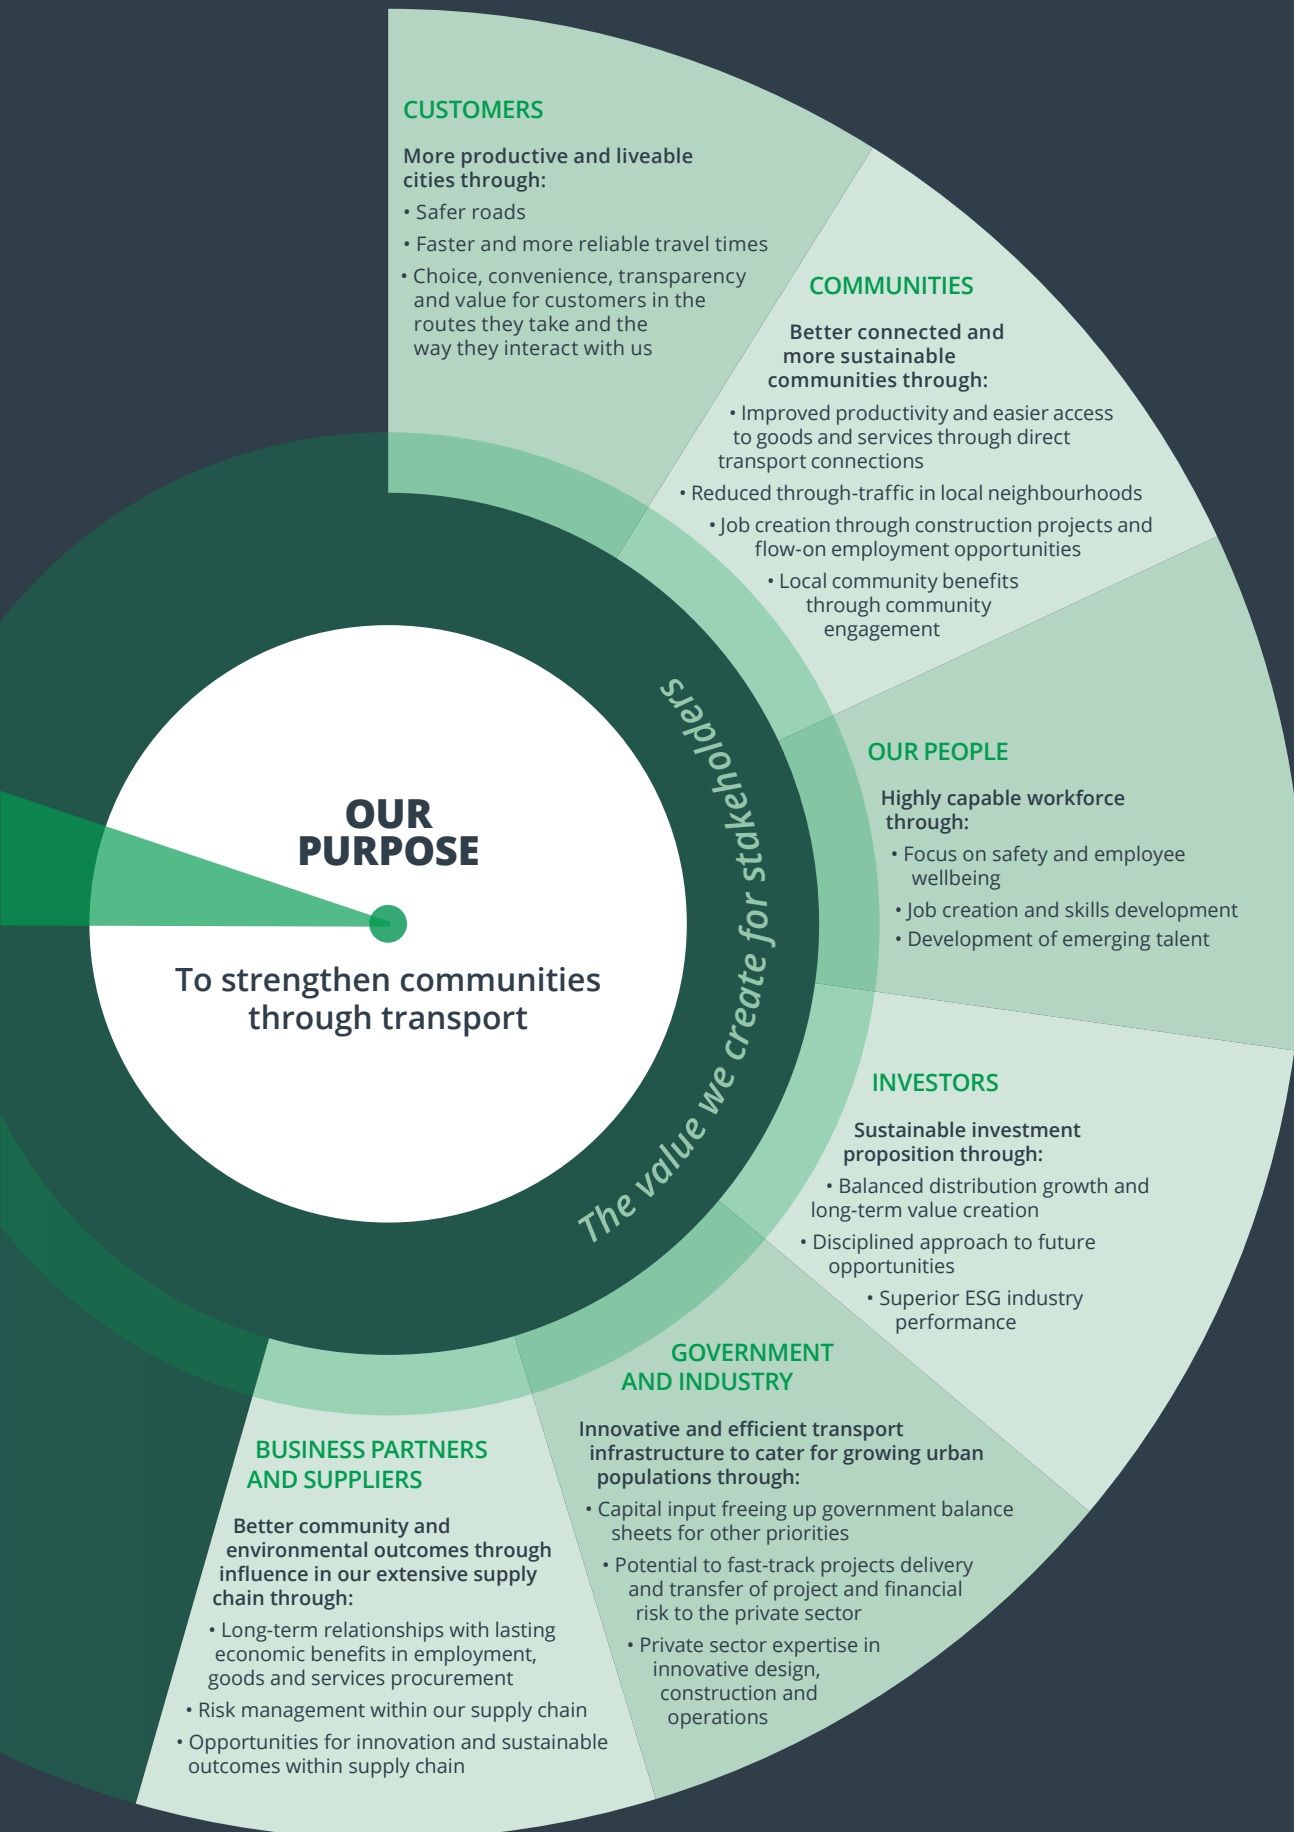 CUSTOMERS
More productive and liveable
cities through:
• Safer roads
• Faster and more reliable travel times
• Choice, convenience, transparency
and value for customers in the
routes they take and the
way they interact with us
COMMUNITIES
Better connected and
more sustainable
communities through:
• Improved productivity and easier access
to goods and services through direct
transport connections
• Reduced through-traffic in local neighbourhoods
• Job creation through construction projects and
flow-on employment opportunities
• Local community benefits
through community
engagement
OUR PEOPLE
Highly capable workforce
through:
• Focus on safety and employee
wellbeing
• Job creation and skills development
• Development of emerging talent
OUR
PURPOSE
To strengthen communities
through transport
The value we create for stakeholders
INVESTORS
Sustainable investment
proposition through:
• Balanced distribution growth and
long-term value creation
• Disciplined approach to future
opportunities
• Superior ESG industry
performance
GOVERNMENT
AND INDUSTRY
Innovative and efficient transport
infrastructure to cater for growing urban
populations through:
• Capital input freeing up government balance
sheets for other priorities
• Potential to fast-track projects delivery
and transfer of project and financial
risk to the private sector
• Private sector expertise in
innovative design,
construction and
operations
BUSINESS PARTNERS
AND SUPPLIERS
Better community and
environmental outcomes through
influence in our extensive supply
chain through:
• Long-term relationships with lasting
economic benefits in employment,
goods and services procurement
• Risk management within our supply chain
• Opportunities for innovation and sustainable
outcomes within supply chain